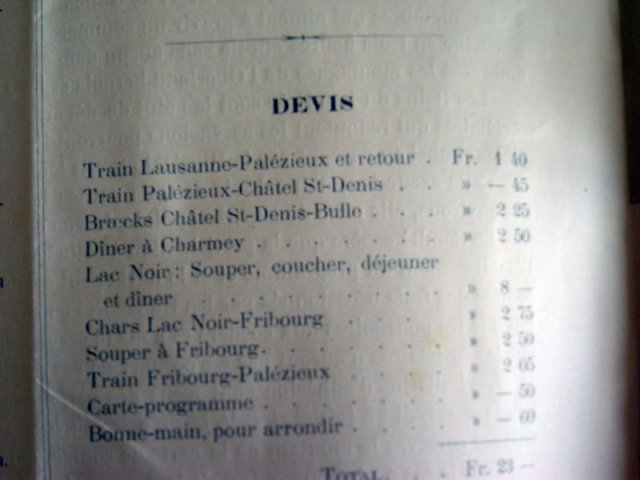 DEVIS
Train Lausanne-Palézieux et retour . Fr. 1 40
Train Palézieux-Châtel St-Denis . . » — 45
Brœcks Châtel St-Denis-Bulle . . . » 2 25
Dîner à Charmey . . . . . . » 2 50
Lac Noir : Souper, coucher, déjeuner
et dîner . . . . . . . . » 8 —
Chars Lac Noir-Fribourg . . . . » 2 75
Souper à Fribourg . . . . . . » 2 50
Train Fribourg-Palézieux . . . . » 2 05
Carte-programme . . . . . . » — 50
Bonne-main, pour arrondir . . . . » — 60
TOTAL . . . Fr. 23 —